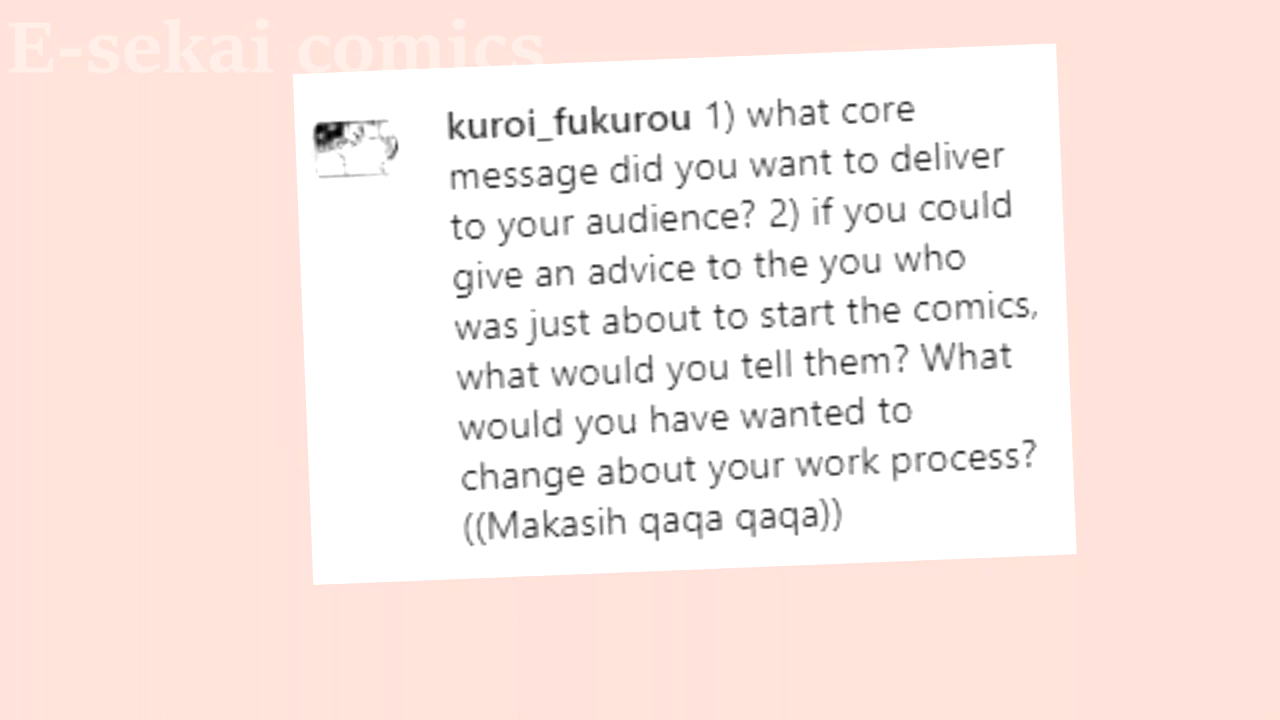 E-sekai comics
kuroi_fukurou 1) what core
message did you want to deliver
to your audience? 2) if you could
give an advice to the you who
was just about to start the comics,
what would you tell them? What
would you have wanted to
change about your work process?
((Makasih qaqa qaqa))